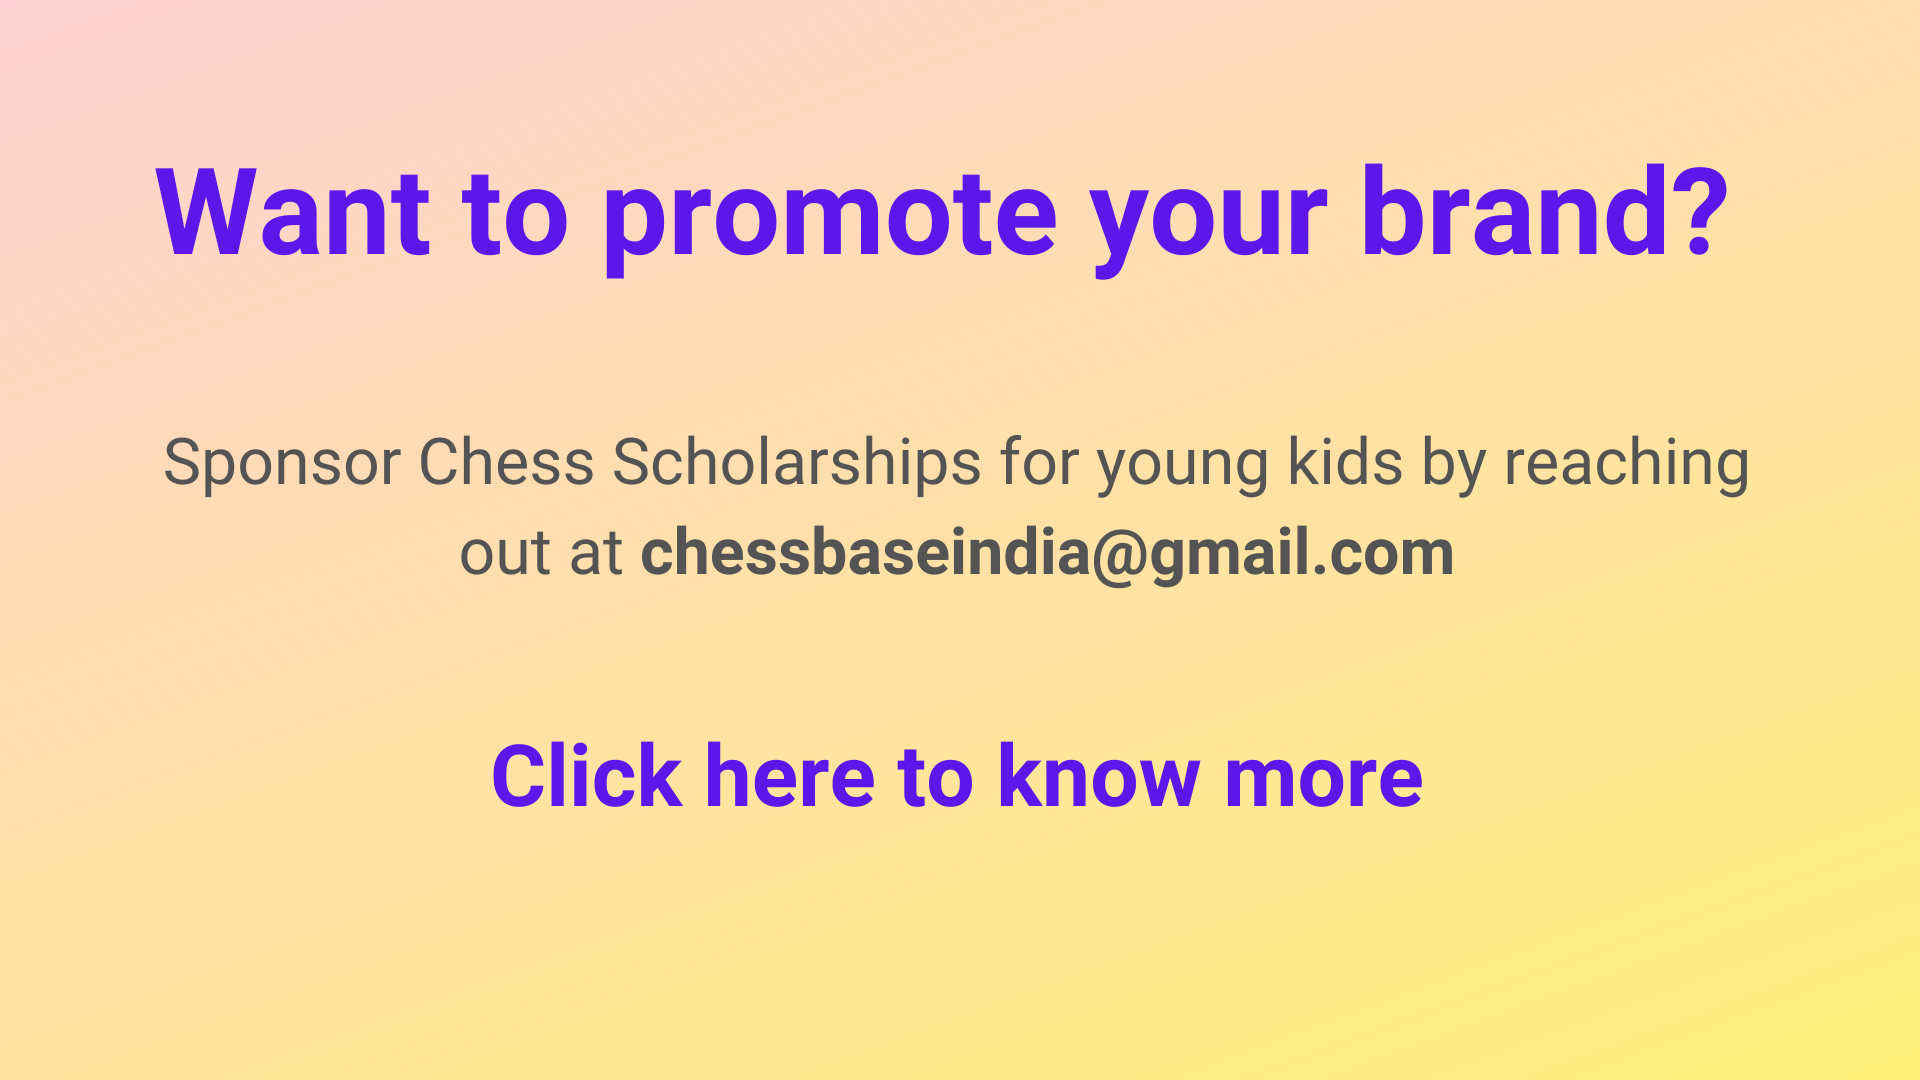 Want to promote your brand?
Sponsor Chess Scholarships for young kids by reaching
out at chessbaseindia@gmail.com
Click here to know more